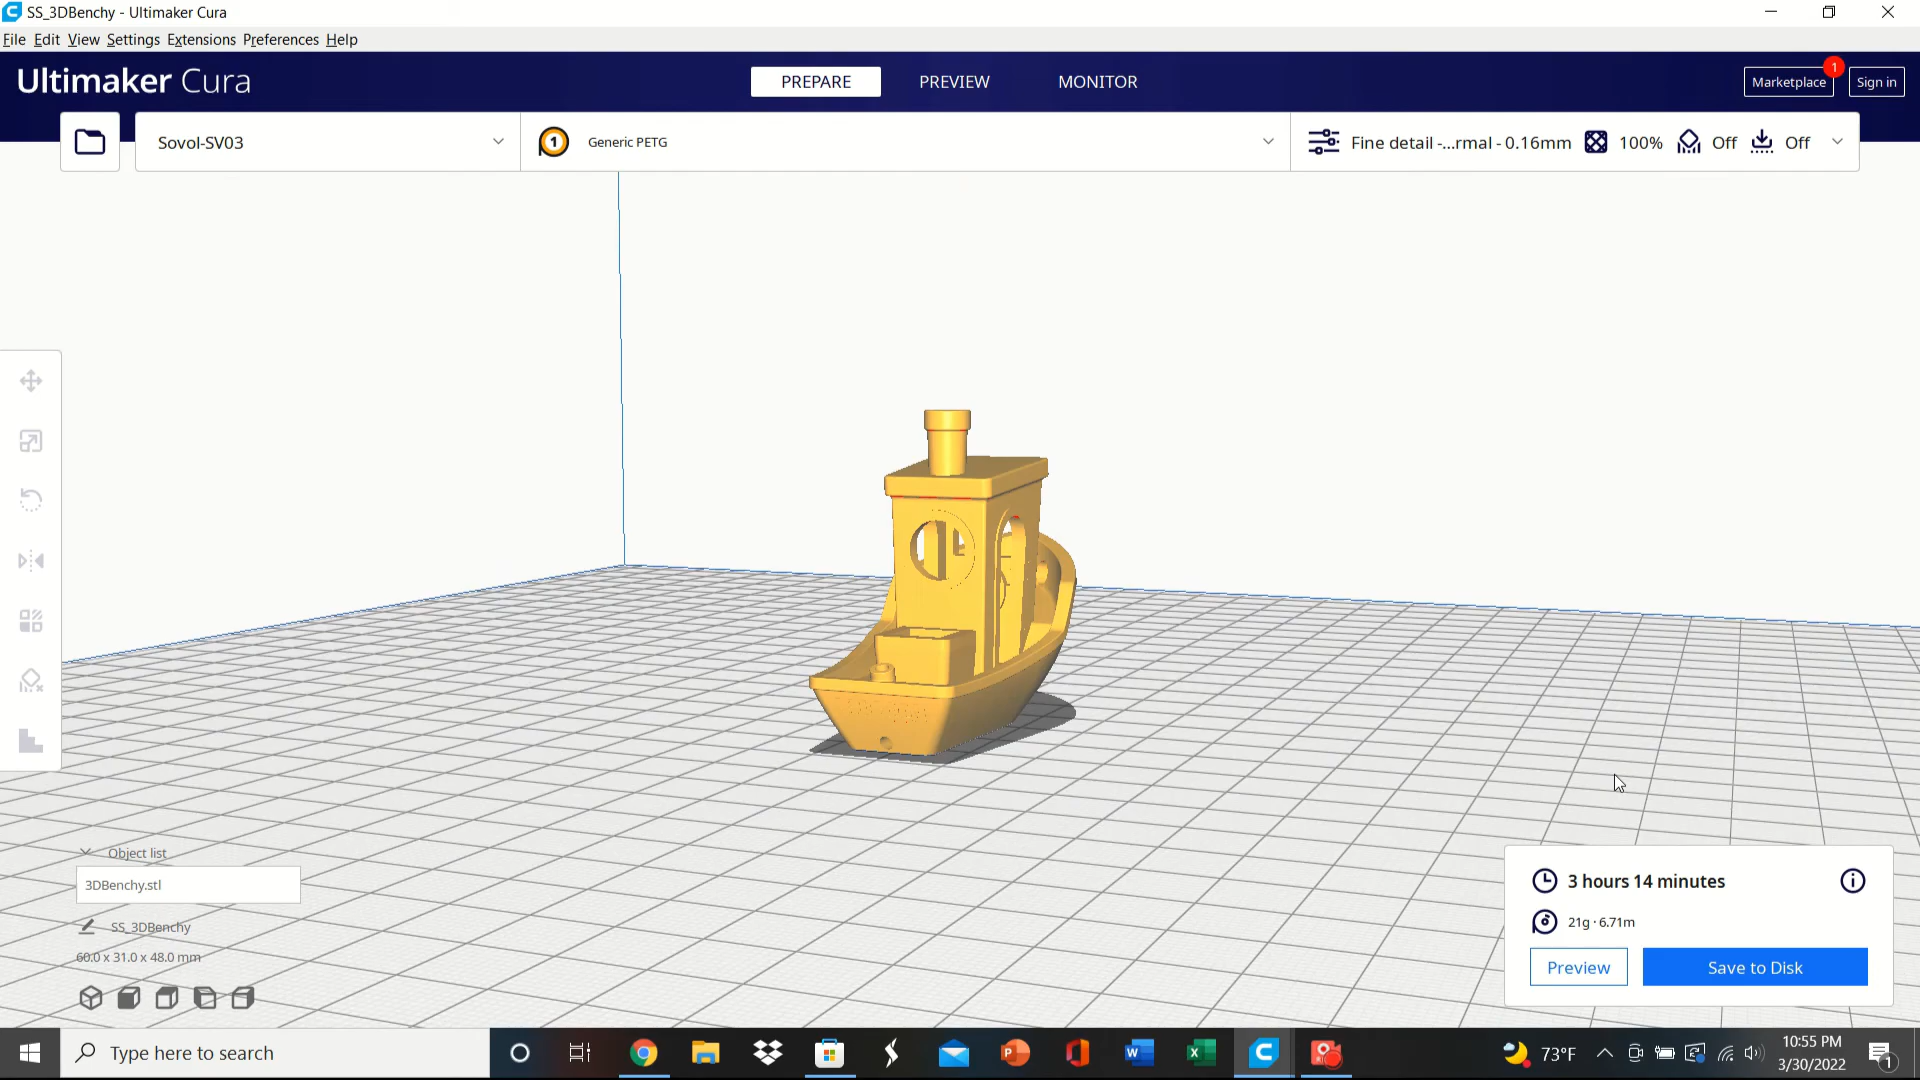 SS_3DBenchy - Ultimaker Cura
File Edit View Settings Extensions Preferences Help
Ultimaker Cura
PREPARE
PREVIEW
MONITOR
Marketplace
1
Sign in
Sovol-SV03
1
Generic PETG
Fine detail -...rmal - 0.16mm
100%
Off
Off
Object list
3DBenchy.stl
SS_3DBenchy
60.0 x 31.0 x 48.0 mm
3 hours 14 minutes
21g · 6.71m
Preview
Save to Disk
Type here to search
73°F
10:55 PM
3/30/2022
1